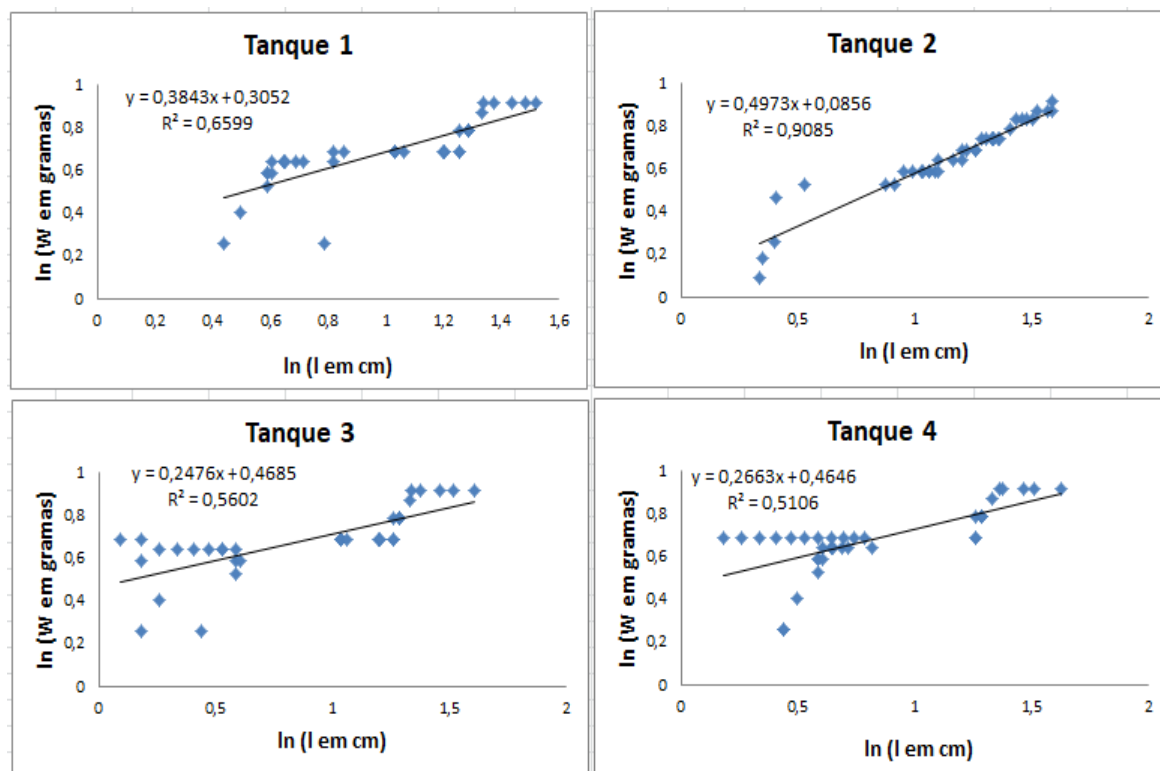 Tanque 1
y = 0,3843x + 0,3052
R² = 0,6599
ln (W em gramas)
1
0,8
0,6
0,4
0,2
0
0 0,2 0,4 0,6 0,8 1 1,2 1,4 1,6
ln (l em cm)
Tanque 2
y = 0,4973x + 0,0856
R² = 0,9085
ln (W em gramas)
1
0,8
0,6
0,4
0,2
0
0 0,5 1 1,5 2
ln (l em cm)
Tanque 3
y = 0,2476x + 0,4685
R² = 0,5602
ln (W em gramas)
1
0,8
0,6
0,4
0,2
0
0 0,5 1 1,5 2
ln (l em cm)
Tanque 4
y = 0,2663x + 0,4646
R² = 0,5106
ln (W em gramas)
1
0,8
0,6
0,4
0,2
0
0 0,5 1 1,5 2
ln (l em cm)